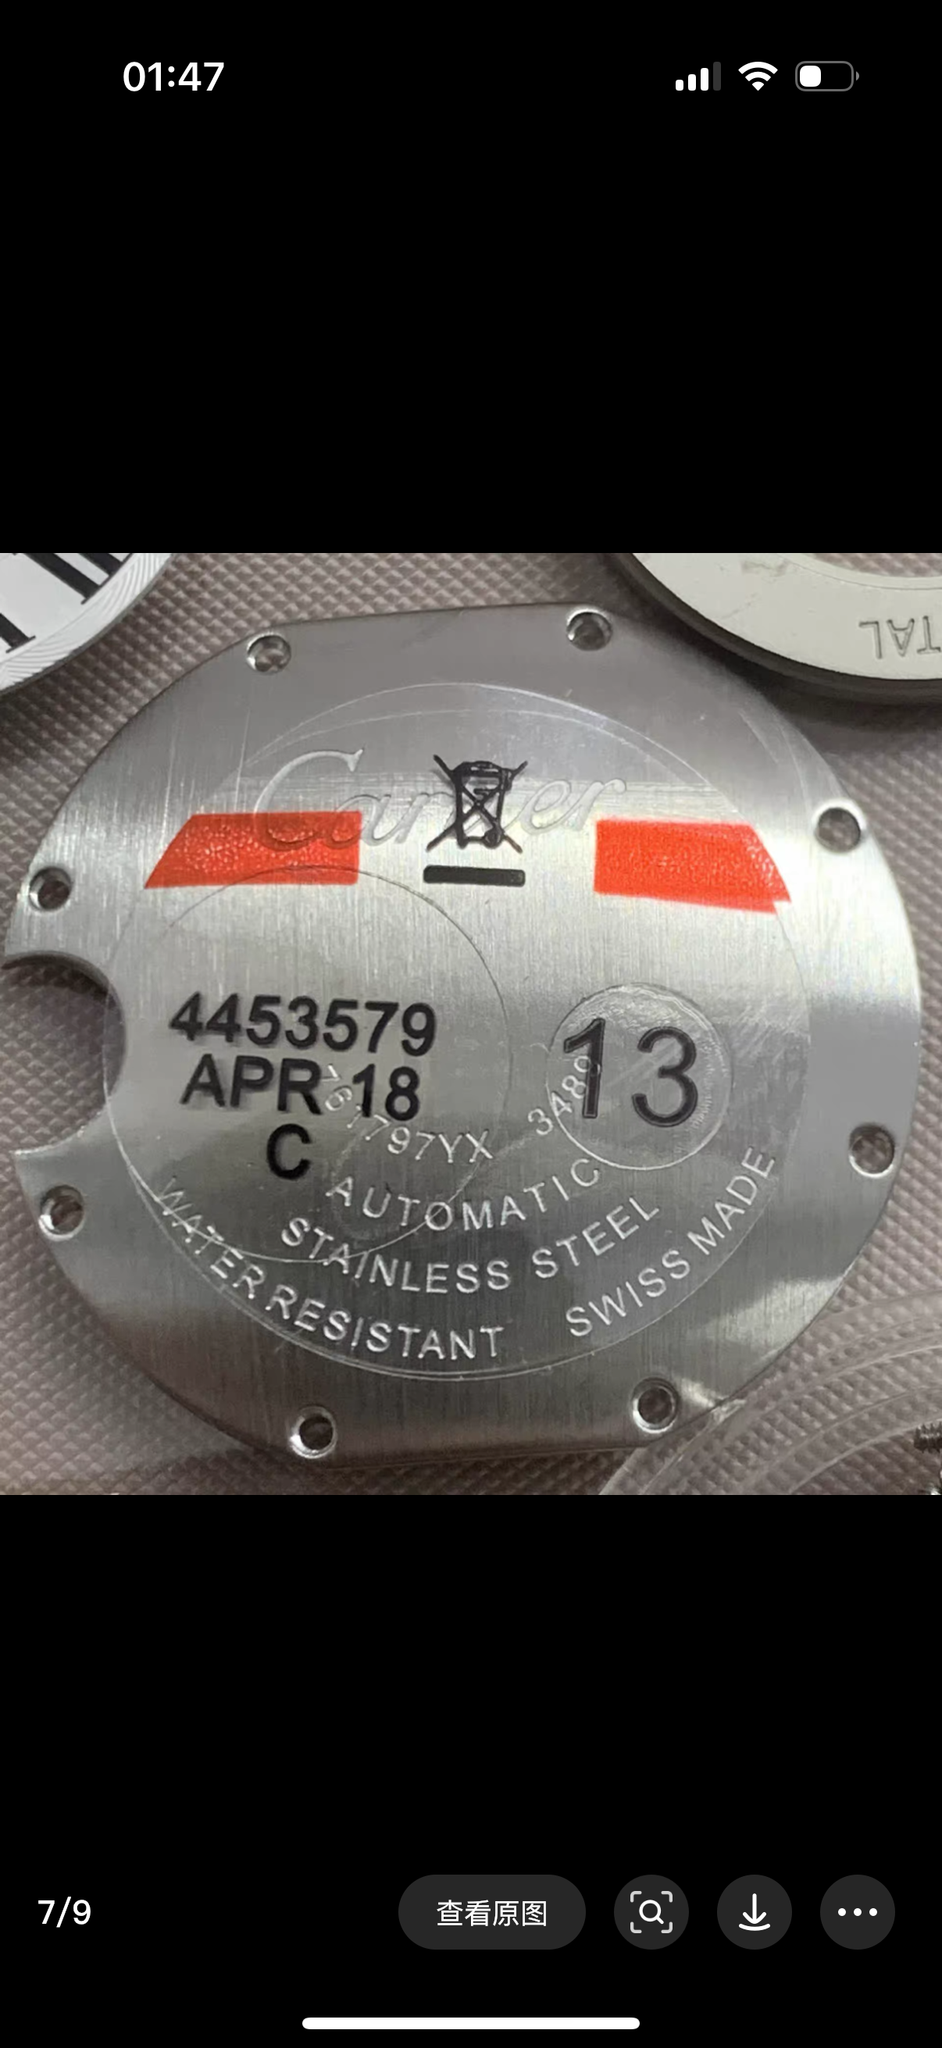 01:47
TAL
Cartier
4453579
APR 18
C
13
761797YX 3489
AUTOMATIC
STAINLESS STEEL
WATER RESISTANT SWISS MADE
7/9
查看原图